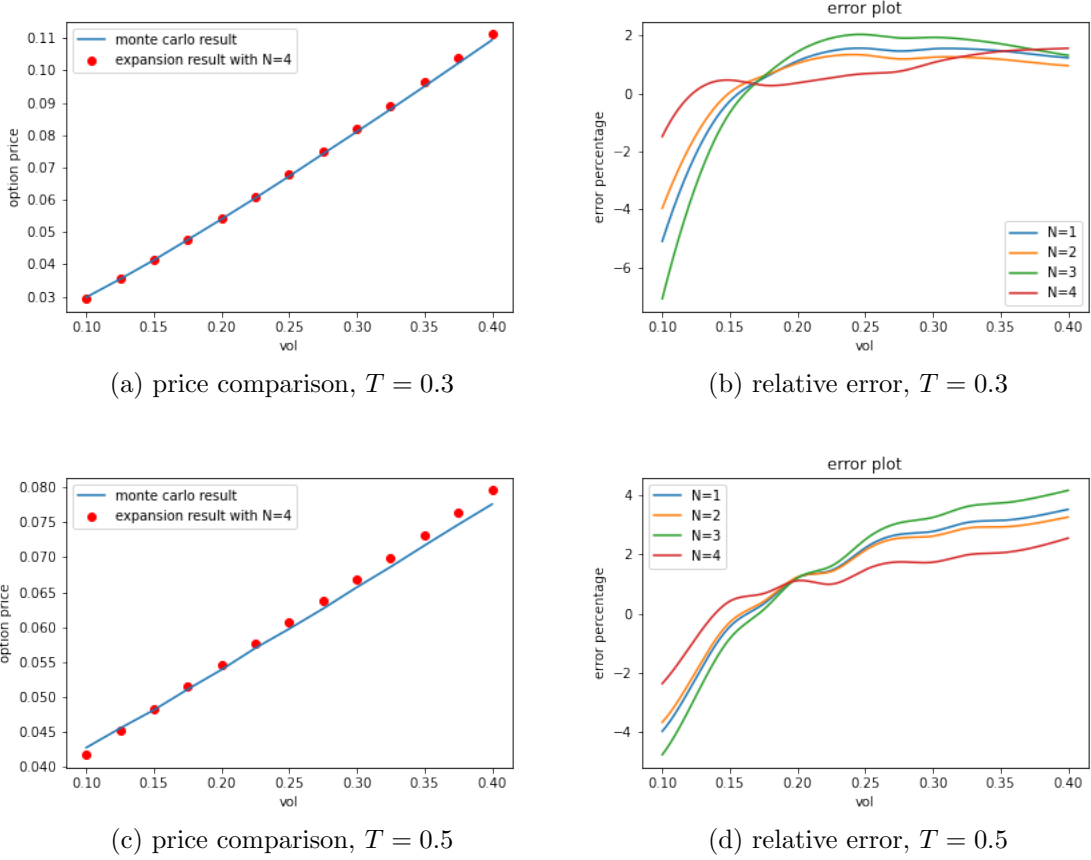 monte carlo result
expansion result with N=4
option price
0.11
0.10
0.09
0.08
0.07
0.06
0.05
0.04
0.03
0.10 0.15 0.20 0.25 0.30 0.35 0.40
vol
(a) price comparison, T = 0.3
error plot
error percentage
2
0
−2
−4
−6
N=1
N=2
N=3
N=4
0.10 0.15 0.20 0.25 0.30 0.35 0.40
vol
(b) relative error, T = 0.3
monte carlo result
expansion result with N=4
option price
0.080
0.075
0.070
0.065
0.060
0.055
0.050
0.045
0.040
0.10 0.15 0.20 0.25 0.30 0.35 0.40
vol
(c) price comparison, T = 0.5
error plot
N=1
N=2
N=3
N=4
error percentage
4
2
0
−2
−4
0.10 0.15 0.20 0.25 0.30 0.35 0.40
vol
(d) relative error, T = 0.5